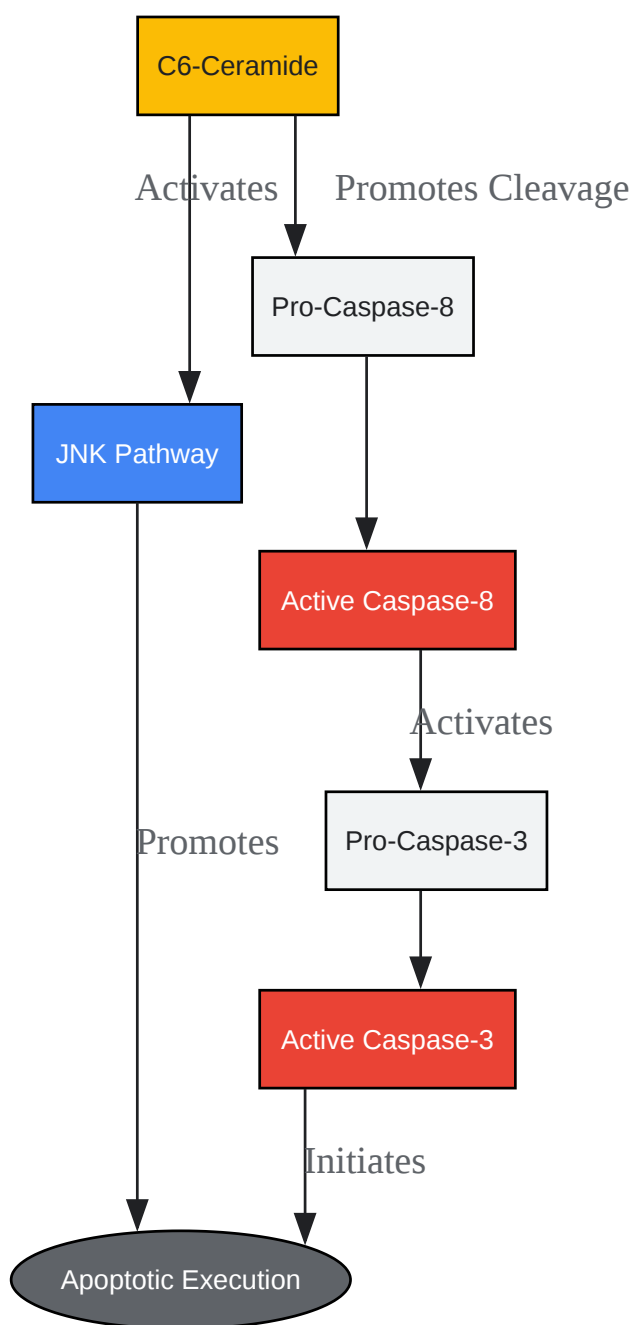 C6-Ceramide
Activates
Promotes Cleavage
Pro-Caspase-8
JNK Pathway
Active Caspase-8
Activates
Pro-Caspase-3
Promotes
Active Caspase-3
Initiates
Apoptotic Execution